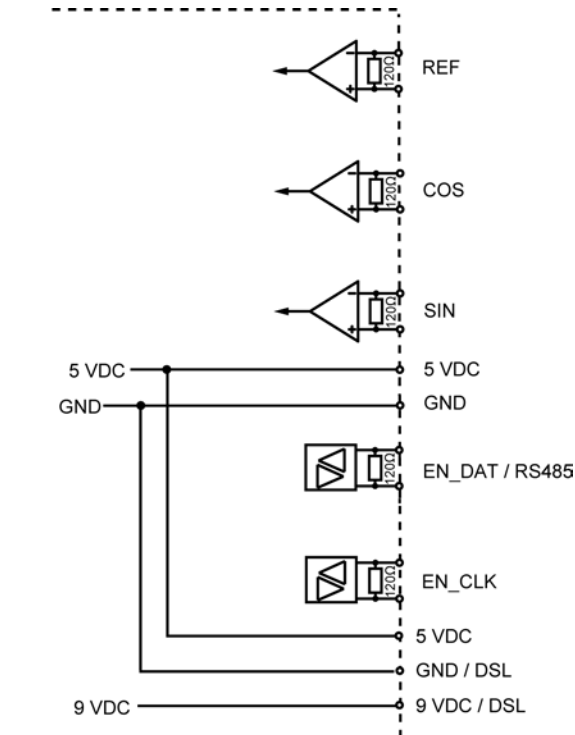 −
+
120Ω
REF
−
+
120Ω
COS
−
+
120Ω
SIN
5 VDC
5 VDC
GND
GND
120Ω
EN_DAT / RS485
120Ω
EN_CLK
5 VDC
GND / DSL
9 VDC
9 VDC / DSL